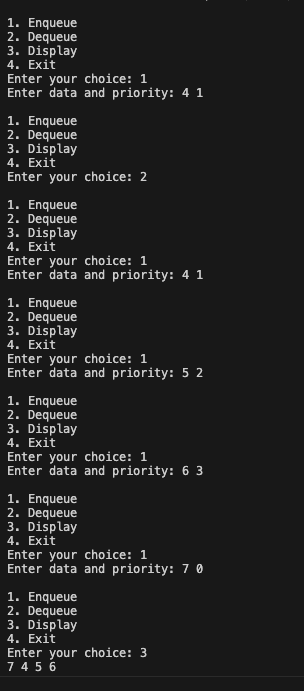 1. Enqueue
2. Dequeue
3. Display
4. Exit
Enter your choice: 1
Enter data and priority: 4 1
1. Enqueue
2. Dequeue
3. Display
4. Exit
Enter your choice: 2
1. Enqueue
2. Dequeue
3. Display
4. Exit
Enter your choice: 1
Enter data and priority: 4 1
1. Enqueue
2. Dequeue
3. Display
4. Exit
Enter your choice: 1
Enter data and priority: 5 2
1. Enqueue
2. Dequeue
3. Display
4. Exit
Enter your choice: 1
Enter data and priority: 6 3
1. Enqueue
2. Dequeue
3. Display
4. Exit
Enter your choice: 1
Enter data and priority: 7 0
1. Enqueue
2. Dequeue
3. Display
4. Exit
Enter your choice: 3
7 4 5 6